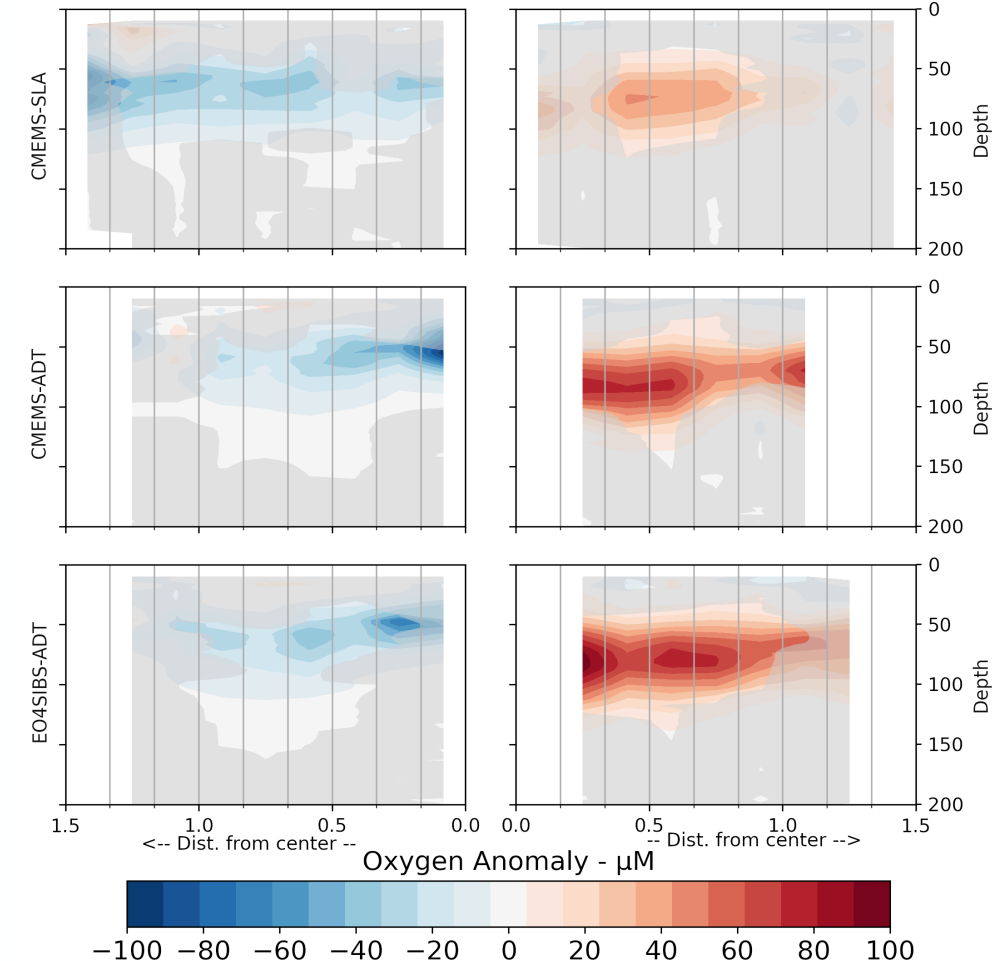 CMEMS-SLA
0
50
100
150
200
Depth
CMEMS-ADT
0
50
100
150
200
Depth
EO4SIBS-ADT
0
50
100
150
200
Depth
1.5 1.0 0.5 0.0 0.0 0.5 1.0 1.5
<-- Dist. from center -- -- Dist. from center -->
Oxygen Anomaly - μM
−100 −80 −60 −40 −20 0 20 40 60 80 100